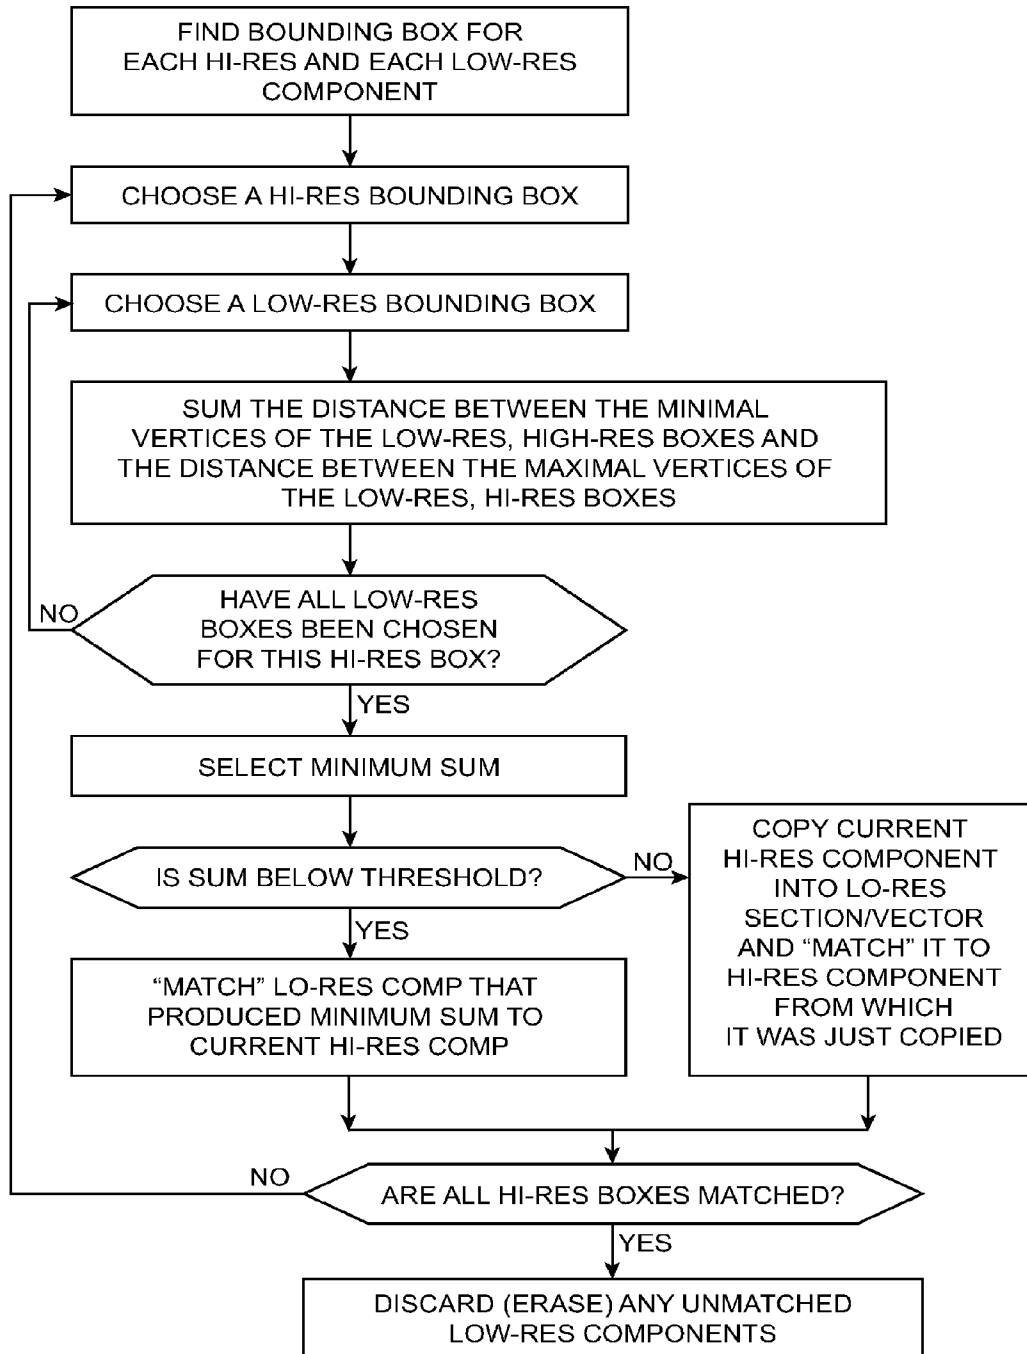 FIND BOUNDING BOX FOR
EACH HI-RES AND EACH LOW-RES
COMPONENT
CHOOSE A HI-RES BOUNDING BOX
CHOOSE A LOW-RES BOUNDING BOX
SUM THE DISTANCE BETWEEN THE MINIMAL
VERTICES OF THE LOW-RES, HIGH-RES BOXES AND
THE DISTANCE BETWEEN THE MAXIMAL VERTICES OF
THE LOW-RES, HI-RES BOXES
NO
HAVE ALL LOW-RES
BOXES BEEN CHOSEN
FOR THIS HI-RES BOX?
YES
SELECT MINIMUM SUM
IS SUM BELOW THRESHOLD?
NO
YES
COPY CURRENT
HI-RES COMPONENT
INTO LO-RES
SECTION/VECTOR
AND “MATCH” IT TO
HI-RES COMPONENT
FROM WHICH
IT WAS JUST COPIED
“MATCH” LO-RES COMP THAT
PRODUCED MINIMUM SUM TO
CURRENT HI-RES COMP
NO
ARE ALL HI-RES BOXES MATCHED?
YES
DISCARD (ERASE) ANY UNMATCHED
LOW-RES COMPONENTS